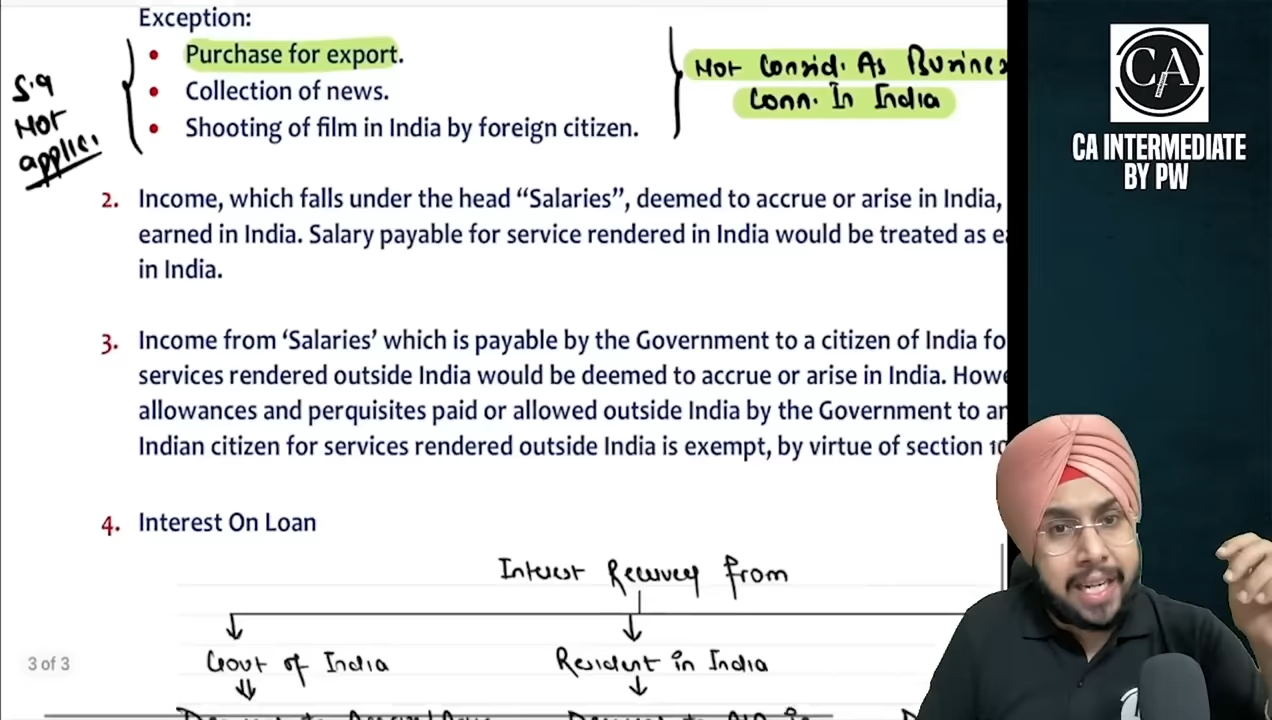 Exception:
• Purchase for export.
• Collection of news.
• Shooting of film in India by foreign citizen.
S.9
Not
applic.
Not Consid. As Busines
Conn. In India
2. Income, which falls under the head “Salaries”, deemed to accrue or arise in India,
earned in India. Salary payable for service rendered in India would be treated as ea
in India.
3. Income from ‘Salaries’ which is payable by the Government to a citizen of India fo
services rendered outside India would be deemed to accrue or arise in India. Howe
allowances and perquisites paid or allowed outside India by the Government to an
Indian citizen for services rendered outside India is exempt, by virtue of section 10
4. Interest On Loan
Interest Received from
Govt of India
Resident in India
3 of 3
CA
CA INTERMEDIATE
BY PW